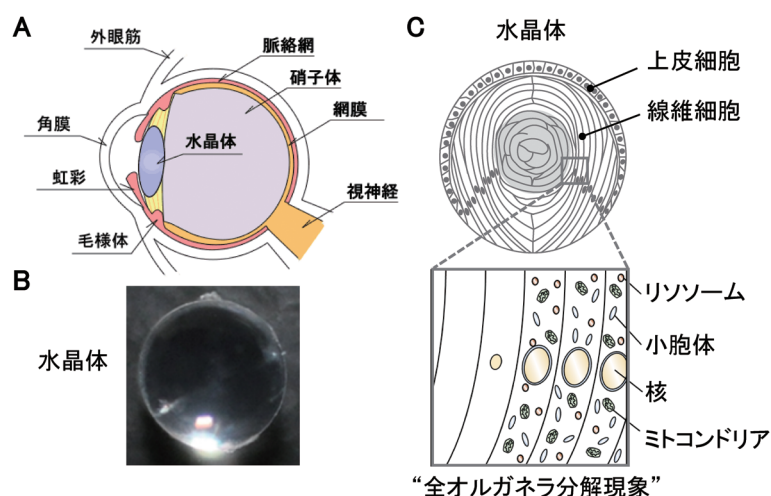 A
外眼筋
脈絡網
硝子体
角膜
網膜
水晶体
虹彩
視神経
毛様体
B
水晶体
C
水晶体
上皮細胞
線維細胞
リソソーム
小胞体
核
ミトコンドリア
“全オルガネラ分解現象”